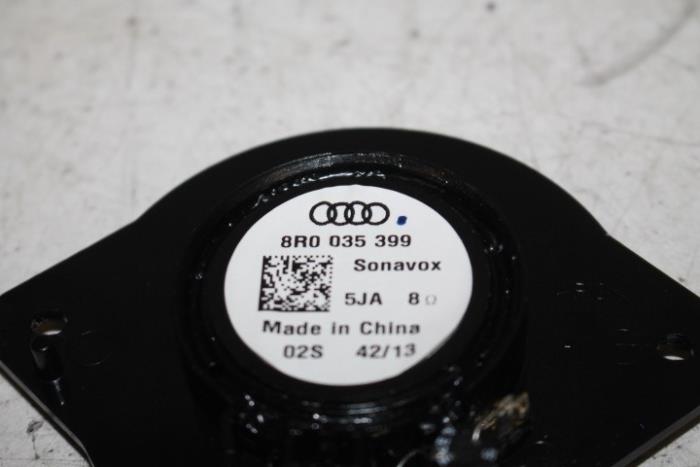 8R0 035 399
Sonavox
5JA 8Ω
Made in China
02S 42/13